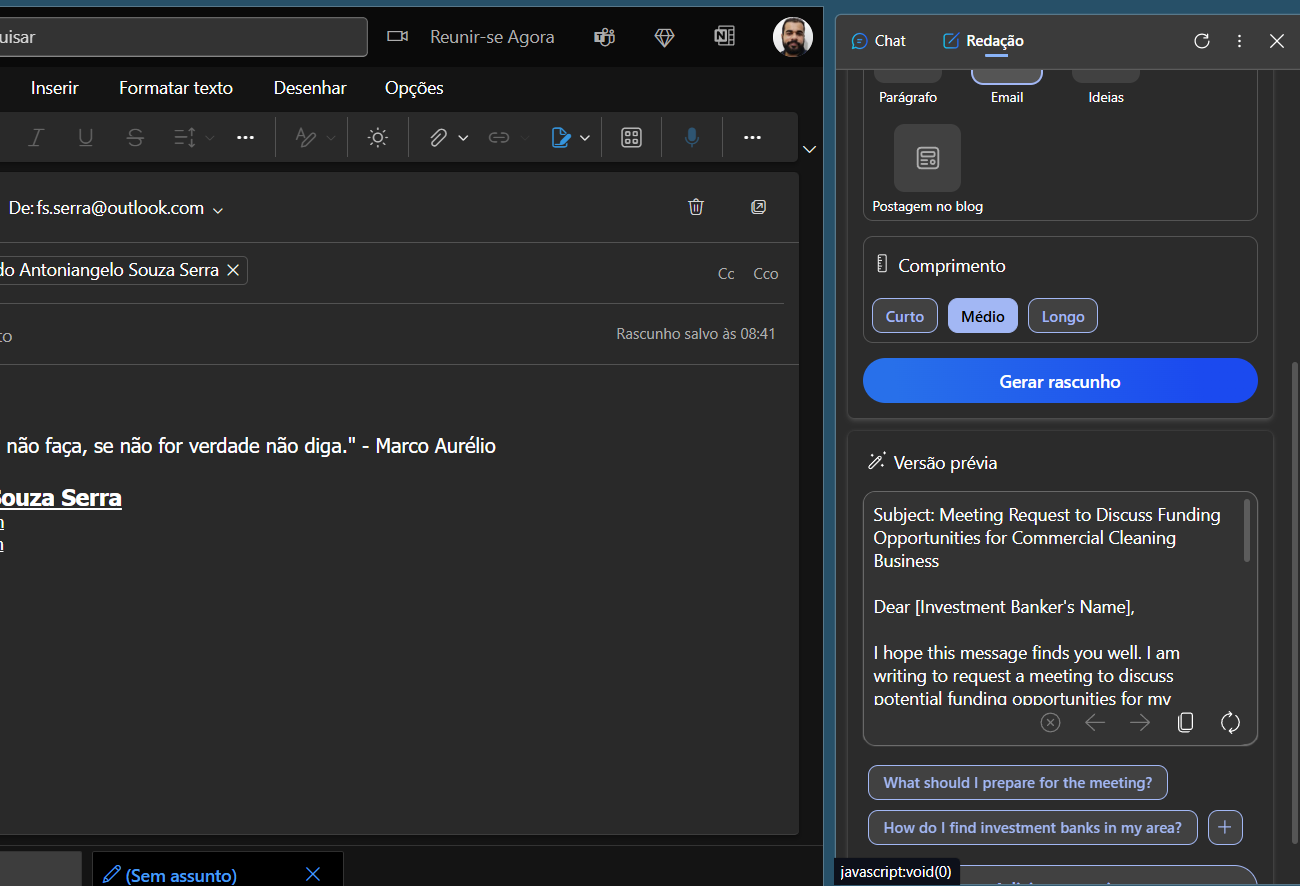 uisar
Reunir-se Agora
Inserir
Formatar texto
Desenhar
Opções
De: fs.serra@outlook.com
do Antoniangelo Souza Serra
Cc
Cco
to
Rascunho salvo às 08:41
não faça, se não for verdade não diga." - Marco Aurélio
Souza Serra
(Sem assunto)
Chat
Redação
Parágrafo
Email
Ideias
Postagem no blog
Comprimento
Curto
Médio
Longo
Gerar rascunho
Versão prévia
Subject: Meeting Request to Discuss Funding
Opportunities for Commercial Cleaning
Business
Dear [Investment Banker's Name],
I hope this message finds you well. I am
writing to request a meeting to discuss
potential funding opportunities for my
What should I prepare for the meeting?
How do I find investment banks in my area?
javascript:void(0)